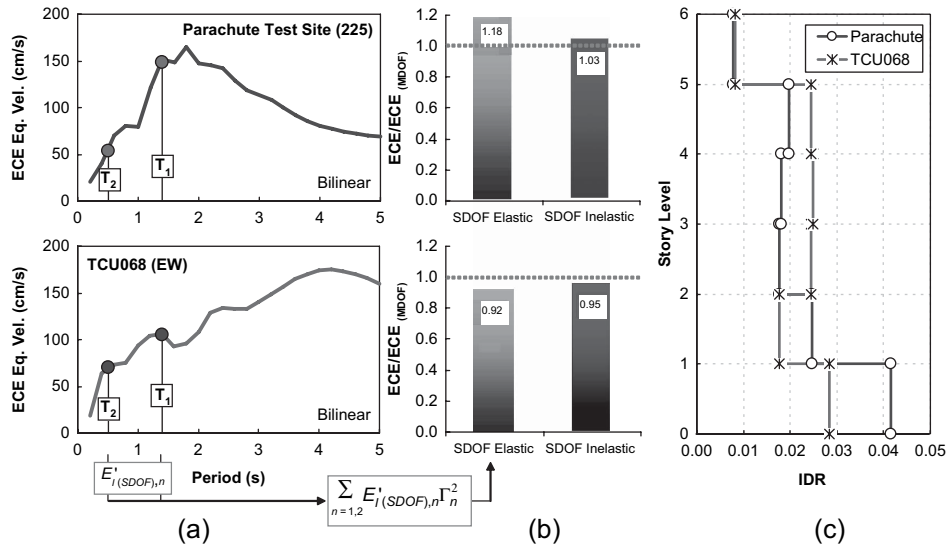 Parachute Test Site (225)
ECE Eq. Vel. (cm/s)
200
150
100
50
0
T2
T1
Bilinear
0 1 2 3 4 5
TCU068 (EW)
ECE Eq. Vel. (cm/s)
200
150
100
50
0
T2
T1
Bilinear
0 1 2 3 4 5
Period (s)
E'I (SDOF),n
∑ n=1,2 E'I (SDOF),n Γn2
(a)
ECE/ECE (MDOF)
1.2
1.0
0.8
0.6
0.4
0.2
0.0
1.18
1.03
SDOF Elastic SDOF Inelastic
ECE/ECE (MDOF)
1.2
1.0
0.8
0.6
0.4
0.2
0.0
0.92
0.95
SDOF Elastic SDOF Inelastic
(b)
Parachute
TCU068
Story Level
6
5
4
3
2
1
0
0.00 0.01 0.02 0.03 0.04 0.05
IDR
(c)